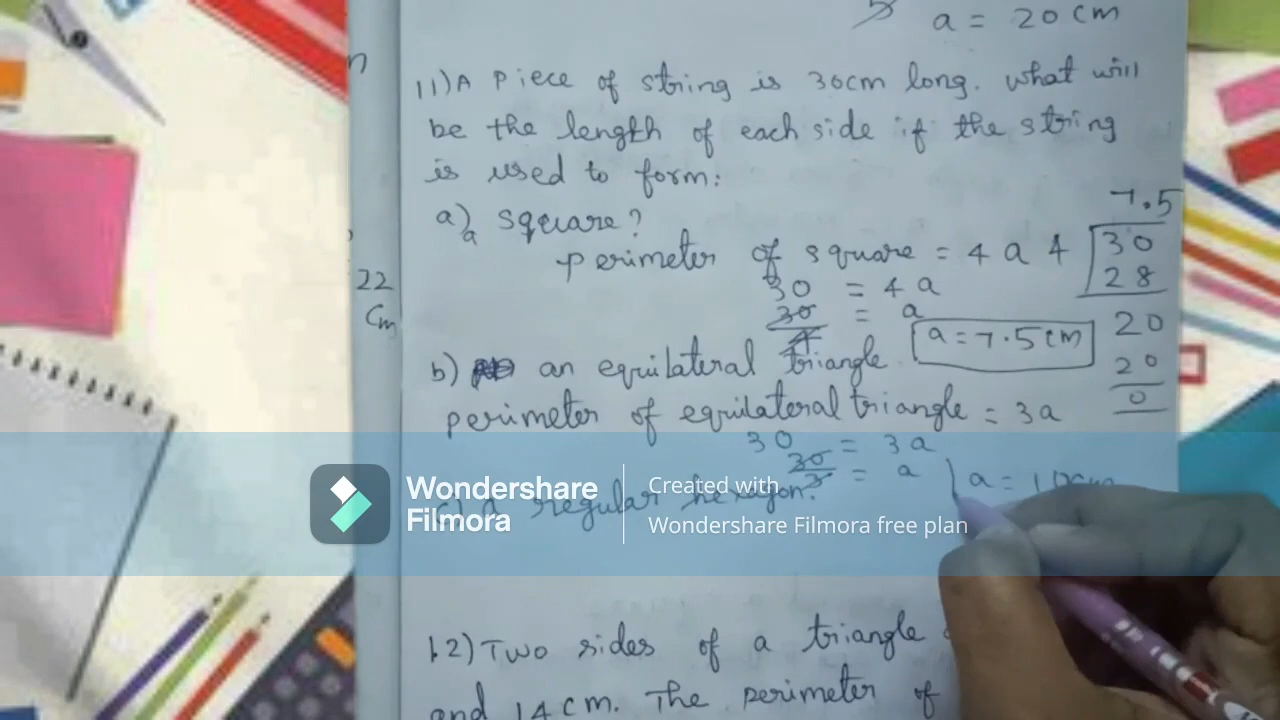 a = 20 cm
11) A piece of string is 30cm long. what will
be the length of each side if the string
is used to form:
a) a square?
perimeter of square = 4a
30 = 4a
30/4 = a
a = 7.5 cm
7.5
4 30
28
20
20
0
22
cm
b) an equilateral triangle
perimeter of equilateral triangle = 3a
30 = 3a
30/3 = a
a = 10cm
c) a regular hexagon.
Wondershare
Filmora
Created with
Wondershare Filmora free plan
12) Two sides of a triangle
and 14 cm. The perimeter of